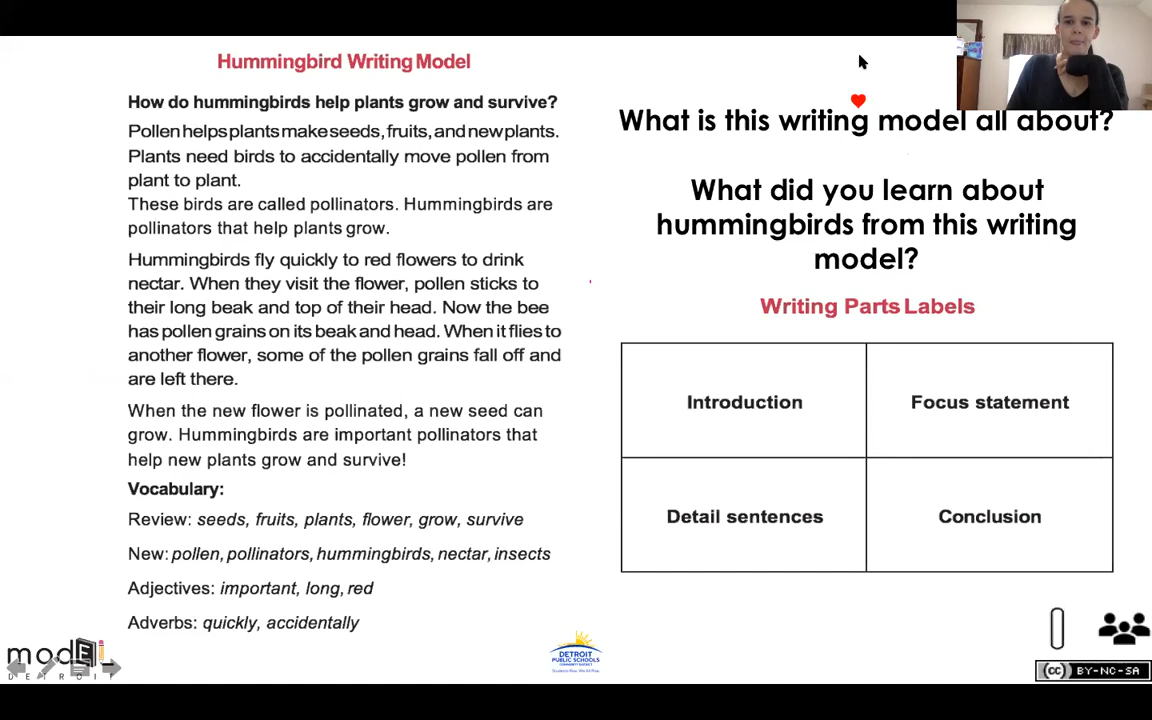 Hummingbird Writing Model
How do hummingbirds help plants grow and survive?
Pollen helps plants make seeds, fruits, and new plants.
Plants need birds to accidentally move pollen from
plant to plant.
These birds are called pollinators. Hummingbirds are
pollinators that help plants grow.
Hummingbirds fly quickly to red flowers to drink
nectar. When they visit the flower, pollen sticks to
their long beak and top of their head. Now the bee
has pollen grains on its beak and head. When it flies to
another flower, some of the pollen grains fall off and
are left there.
When the new flower is pollinated, a new seed can
grow. Hummingbirds are important pollinators that
help new plants grow and survive!
Vocabulary:
Review: seeds, fruits, plants, flower, grow, survive
New: pollen, pollinators, hummingbirds, nectar, insects
Adjectives: important, long, red
Adverbs: quickly, accidentally
What is this writing model all about?
What did you learn about
hummingbirds from this writing
model?
Writing Parts Labels
Introduction
Focus statement
Detail sentences
Conclusion
modEl
DETROIT
DETROIT
PUBLIC SCHOOLS
COMMUNITY DISTRICT
Students Rise. We All Rise.
cc BY-NC-SA